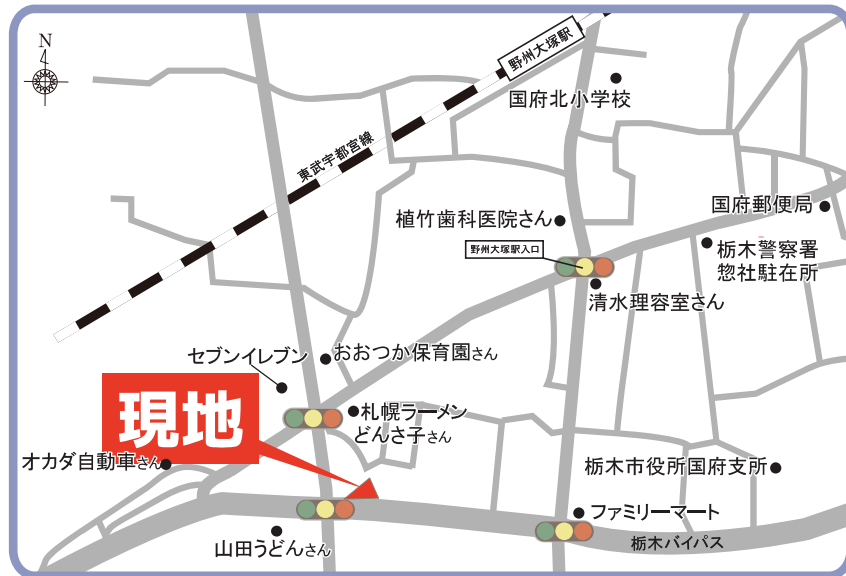 N
野州大塚駅
国府北小学校
東武宇都宮線
植竹歯科医院さん
国府郵便局
野州大塚駅入口
栃木警察署
惣社駐在所
清水理容室さん
セブンイレブン
おおつか保育園さん
現地
札幌ラーメン
どんさ子さん
オカダ自動車さん
栃木市役所国府支所
ファミリーマート
山田うどんさん
栃木バイパス